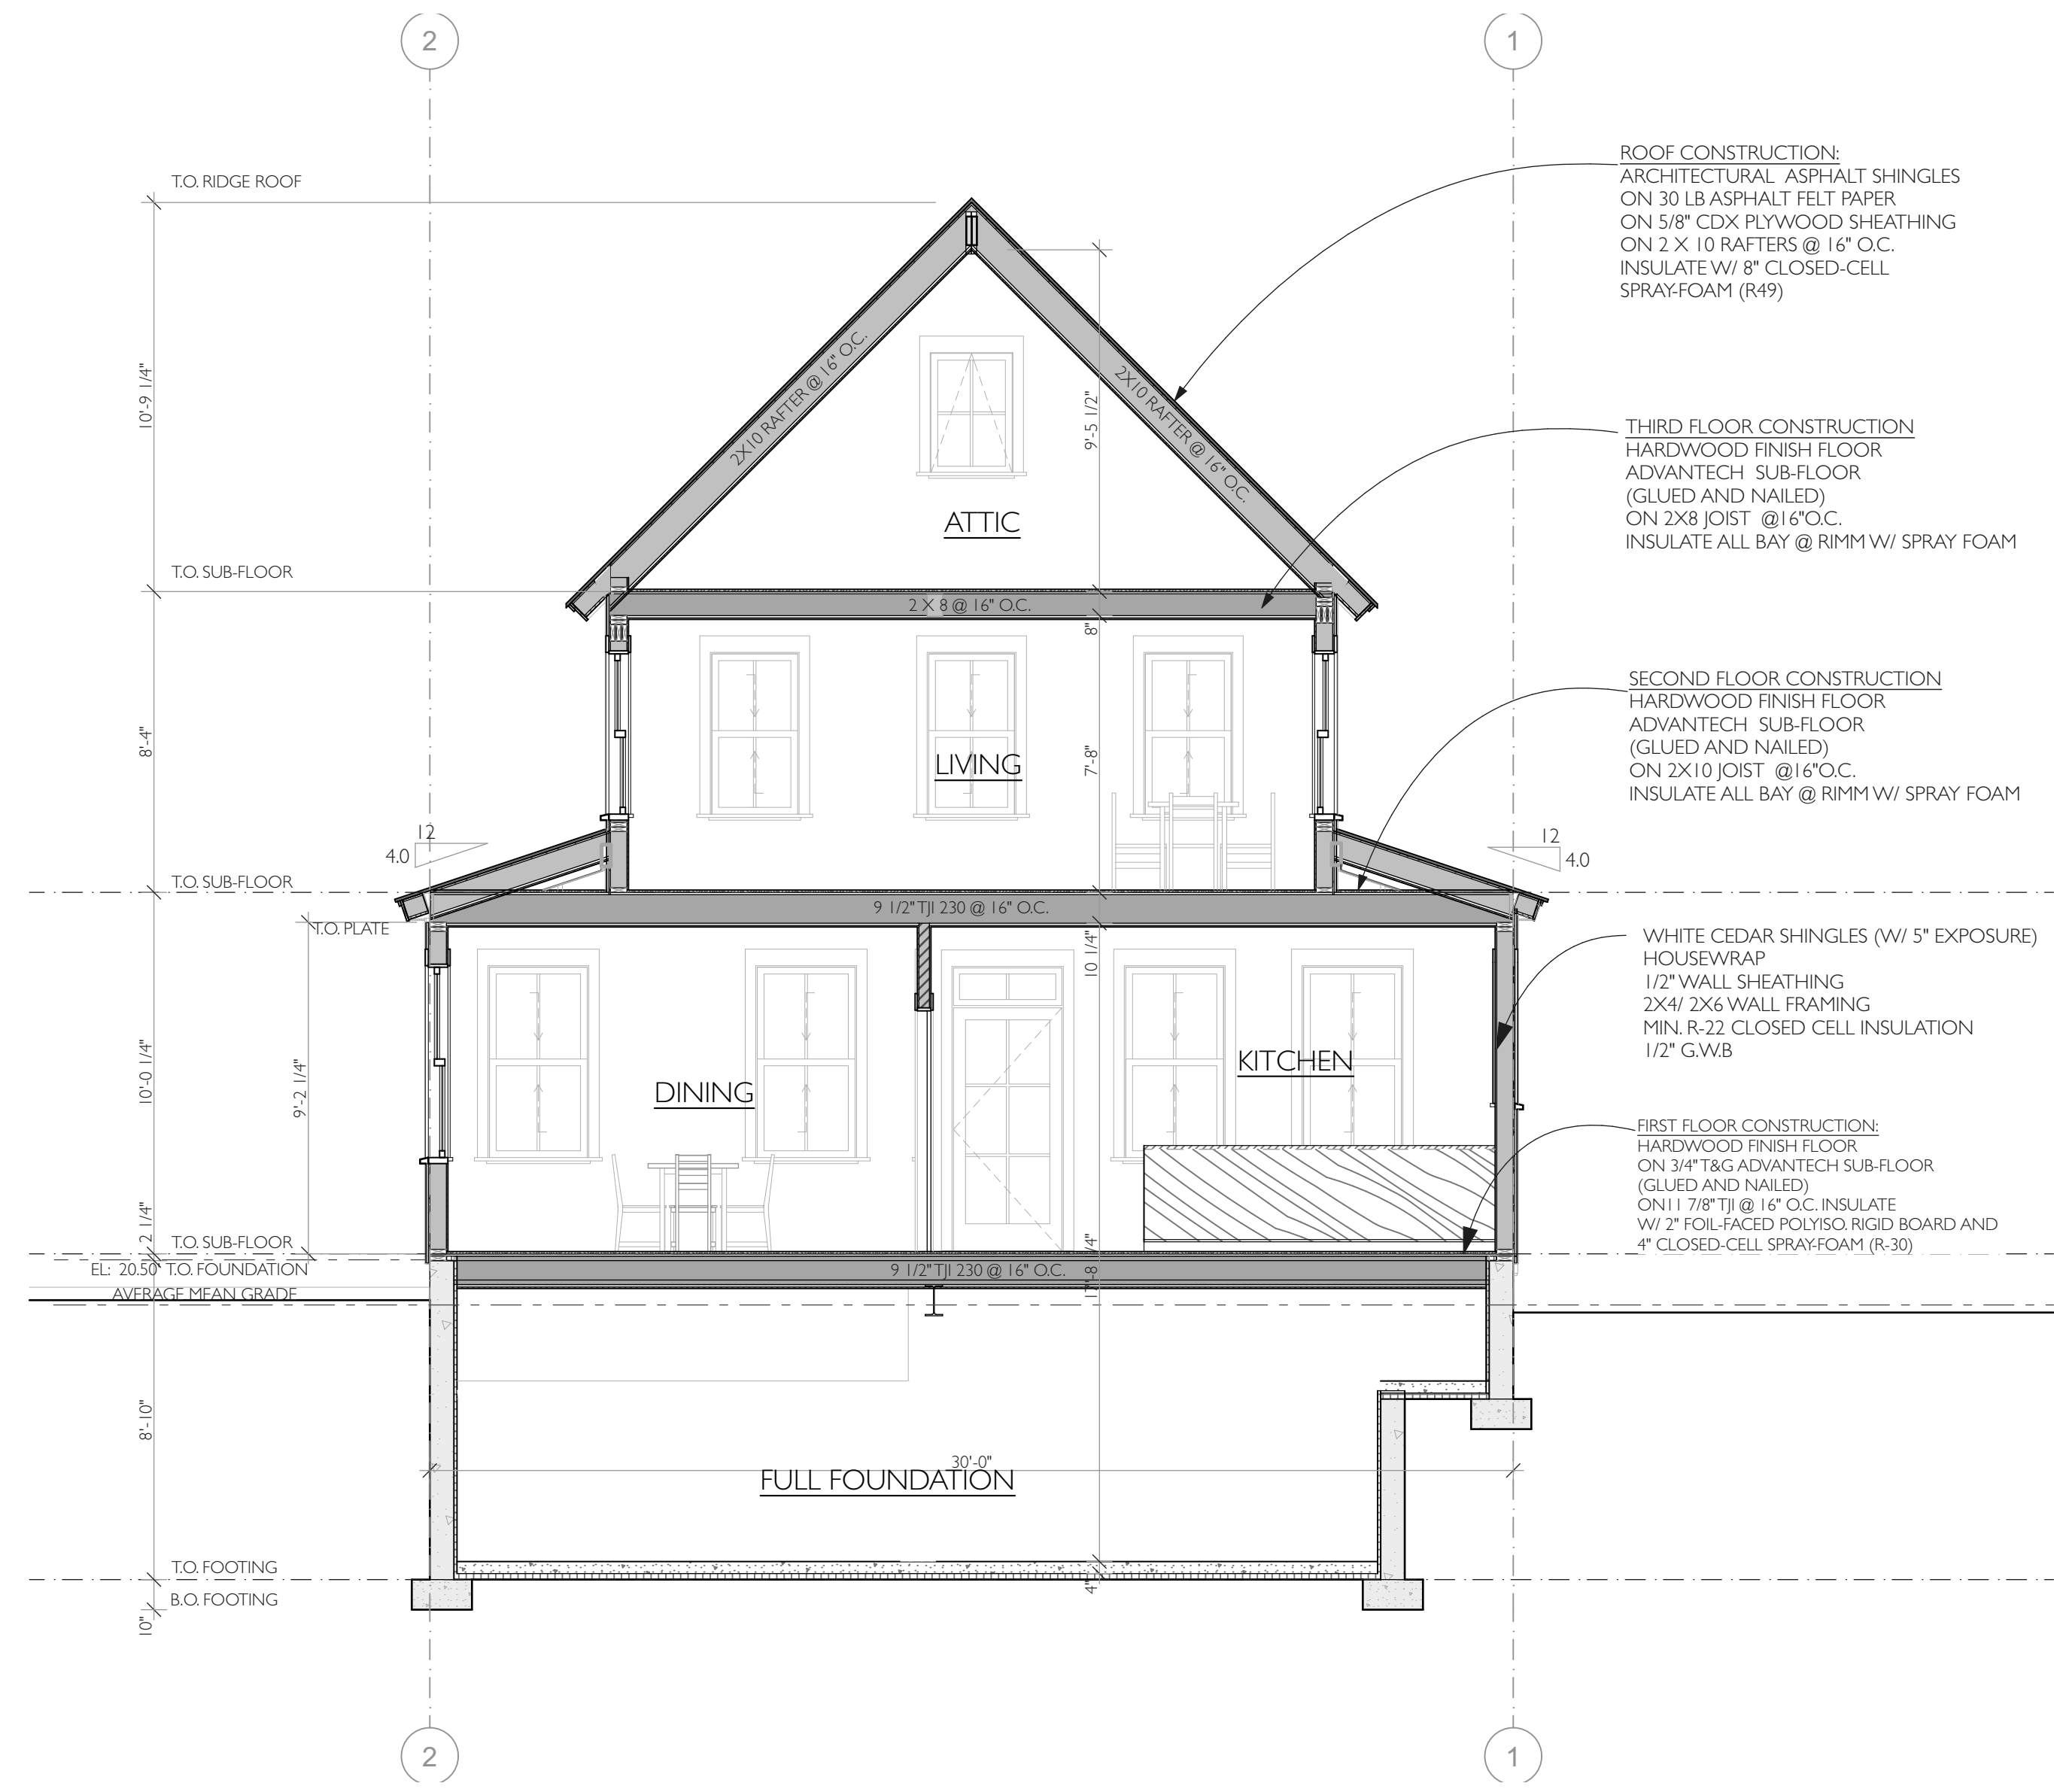 2
1
T.O. RIDGE ROOF
ROOF CONSTRUCTION:
ARCHITECTURAL ASPHALT SHINGLES
ON 30 LB ASPHALT FELT PAPER
ON 5/8" CDX PLYWOOD SHEATHING
ON 2 X 10 RAFTERS @ 16" O.C.
INSULATE W/ 8" CLOSED-CELL
SPRAY-FOAM (R49)
10'-9 1/4"
2X10 RAFTER @ 16" O.C.
2X10 RAFTER @ 16" O.C.
9'-5 1/2"
ATTIC
THIRD FLOOR CONSTRUCTION
HARDWOOD FINISH FLOOR
ADVANTECH SUB-FLOOR
(GLUED AND NAILED)
ON 2X8 JOIST @16"O.C.
INSULATE ALL BAY @ RIMM W/ SPRAY FOAM
T.O. SUB-FLOOR
2 X 8 @ 16" O.C.
8"
8'-4"
LIVING
7'-8"
SECOND FLOOR CONSTRUCTION
HARDWOOD FINISH FLOOR
ADVANTECH SUB-FLOOR
(GLUED AND NAILED)
ON 2X10 JOIST @16"O.C.
INSULATE ALL BAY @ RIMM W/ SPRAY FOAM
12
4.0
12
4.0
T.O. SUB-FLOOR
9 1/2" TJI 230 @ 16" O.C.
T.O. PLATE
10 1/4"
WHITE CEDAR SHINGLES (W/ 5" EXPOSURE)
HOUSEWRAP
1/2" WALL SHEATHING
2X4/ 2X6 WALL FRAMING
MIN. R-22 CLOSED CELL INSULATION
1/2" G.W.B
10'-0 1/4"
9'-2 1/4"
DINING
KITCHEN
FIRST FLOOR CONSTRUCTION:
HARDWOOD FINISH FLOOR
ON 3/4" T&G ADVANTECH SUB-FLOOR
(GLUED AND NAILED)
ON11 7/8" TJI @ 16" O.C. INSULATE
W/ 2" FOIL-FACED POLYISO. RIGID BOARD AND
4" CLOSED-CELL SPRAY-FOAM (R-30)
2 1/4"
T.O. SUB-FLOOR
EL: 20.50' T.O. FOUNDATION
9 1/2" TJI 230 @ 16" O.C.
AVERAGE MEAN GRADE
8'-10"
30'-0"
FULL FOUNDATION
T.O. FOOTING
4"
B.O. FOOTING
10"
2
1